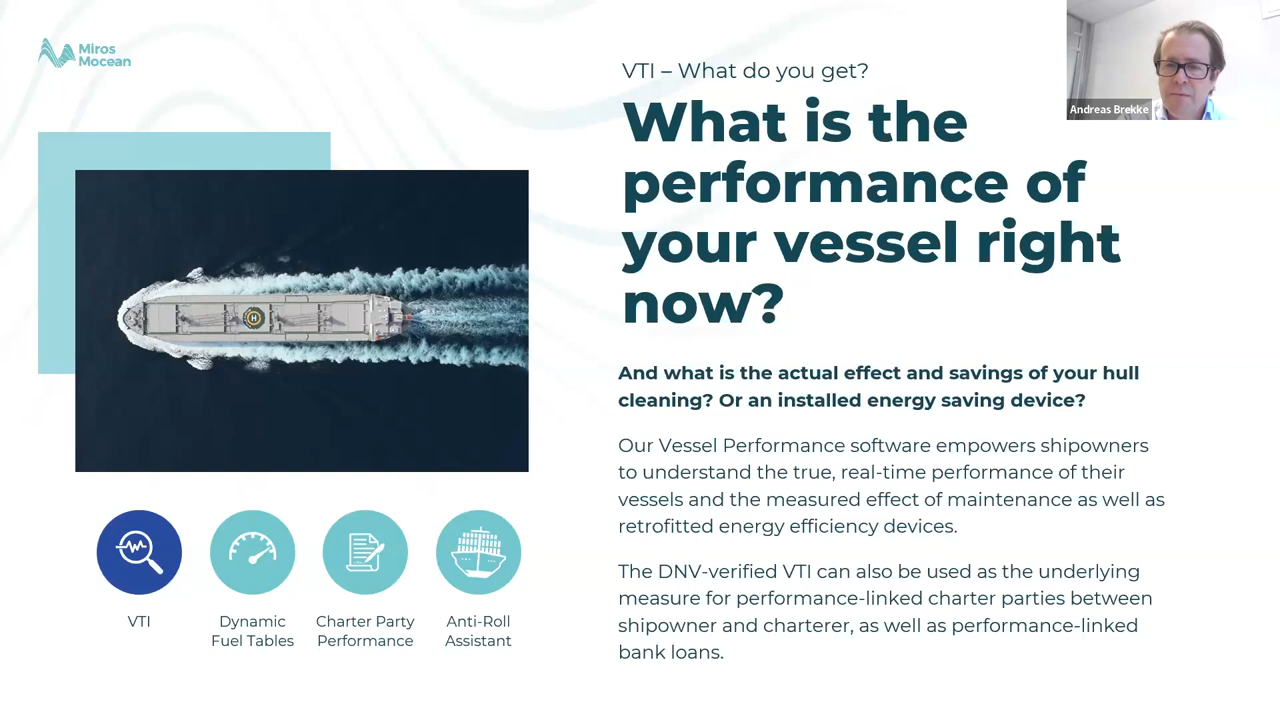 Miros
Mocean
VTI – What do you get?
What is the
performance of
your vessel right
now?
Andreas Brekke
And what is the actual effect and savings of your hull
cleaning? Or an installed energy saving device?
Our Vessel Performance software empowers shipowners
to understand the true, real-time performance of their
vessels and the measured effect of maintenance as well as
retrofitted energy efficiency devices.
The DNV-verified VTI can also be used as the underlying
measure for performance-linked charter parties between
shipowner and charterer, as well as performance-linked
bank loans.
H
VTI
Dynamic
Fuel Tables
Charter Party
Performance
Anti-Roll
Assistant